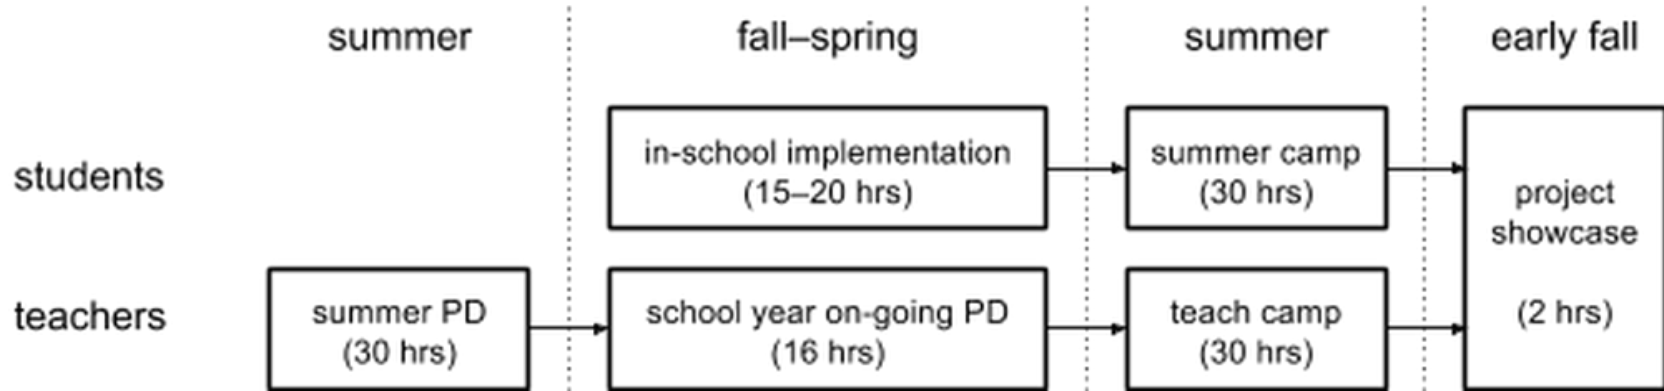 summer
fall–spring
summer
early fall
students
in-school implementation
(15–20 hrs)
summer camp
(30 hrs)
project
showcase
(2 hrs)
teachers
summer PD
(30 hrs)
school year on-going PD
(16 hrs)
teach camp
(30 hrs)